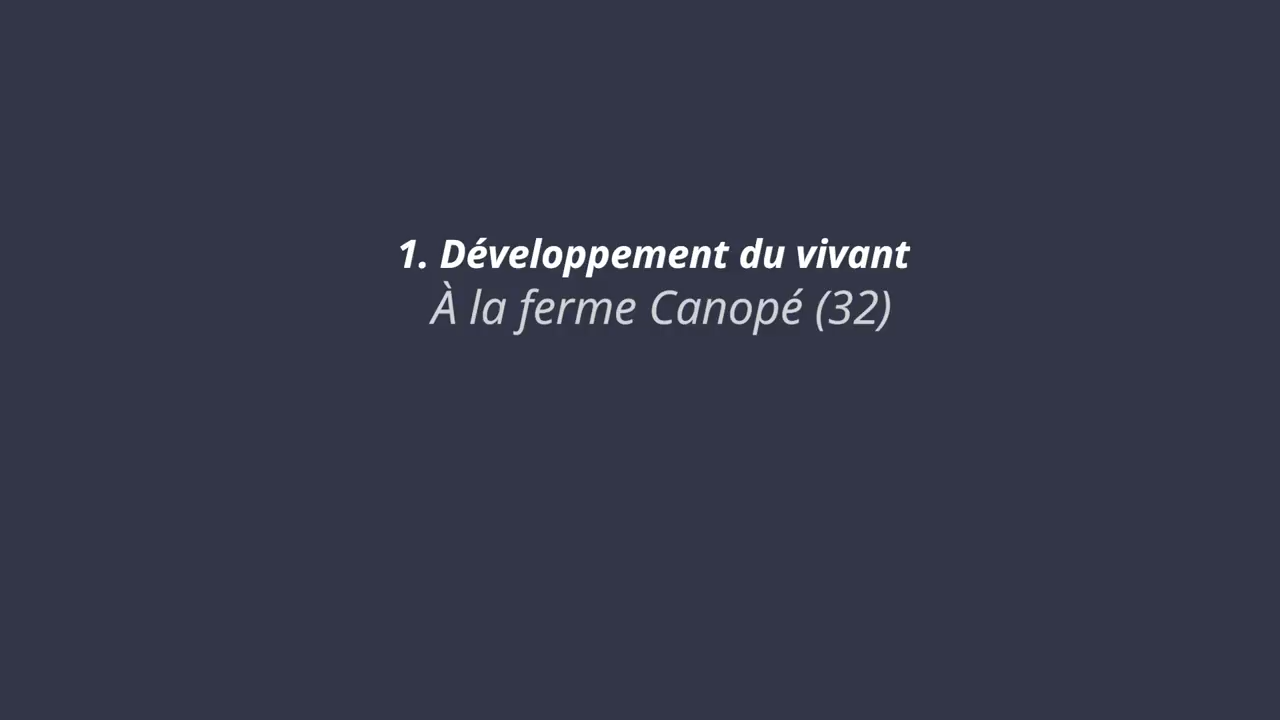 1. Développement du vivant
À la ferme Canopé (32)